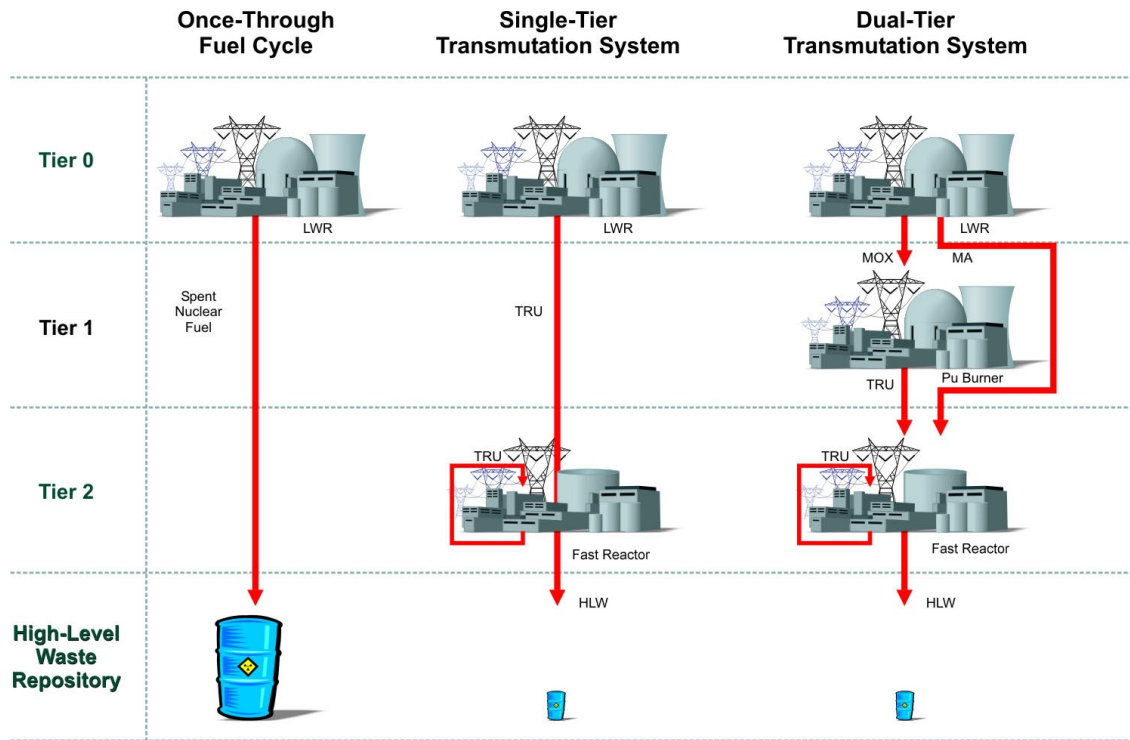 Once-Through
Fuel Cycle
Single-Tier
Transmutation System
Dual-Tier
Transmutation System
Tier 0
LWR
LWR
LWR
Tier 1
Spent
Nuclear
Fuel
TRU
MOX
MA
TRU
Pu Burner
Tier 2
TRU
Fast Reactor
TRU
Fast Reactor
High-Level
Waste
Repository
HLW
HLW